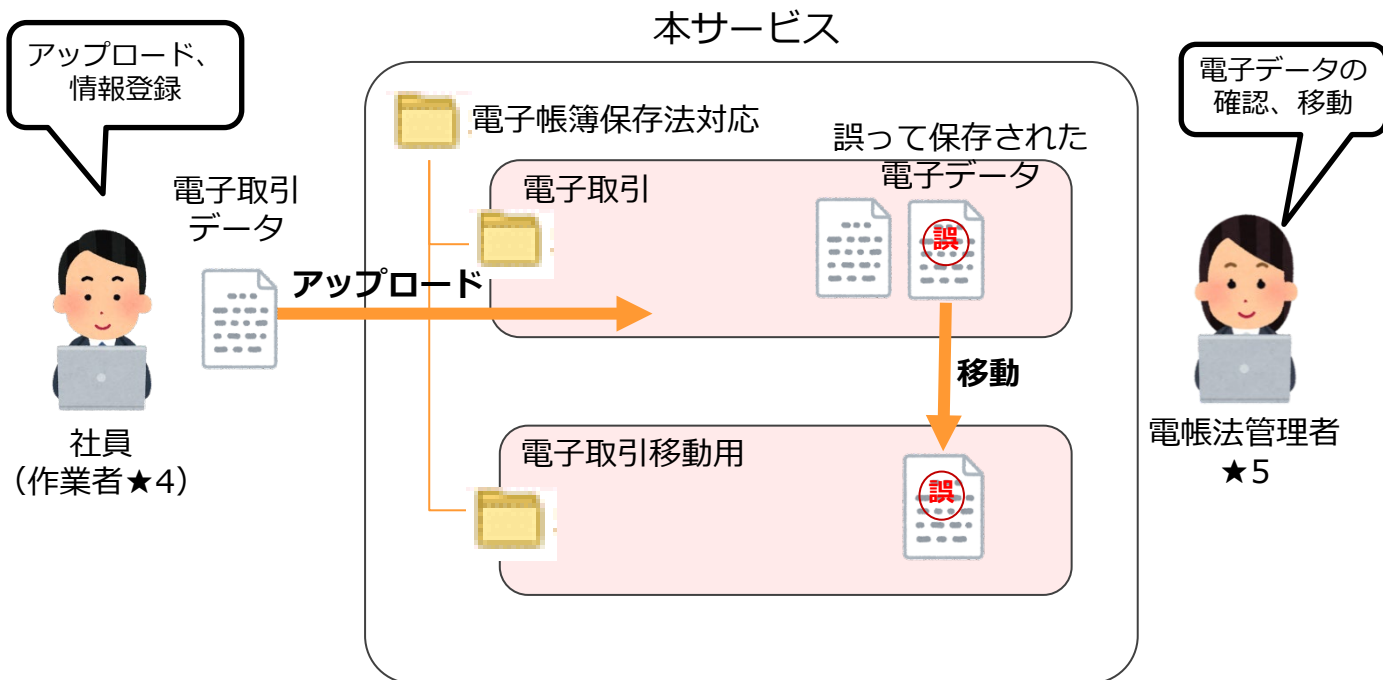 本サービス
アップロード、
情報登録
電子データの
確認、移動
電子帳簿保存法対応
誤って保存された
電子データ
電子取引
電子取引
データ
誤
アップロード
移動
社員
（作業者★4）
電子取引移動用
誤
電帳法管理者
★5